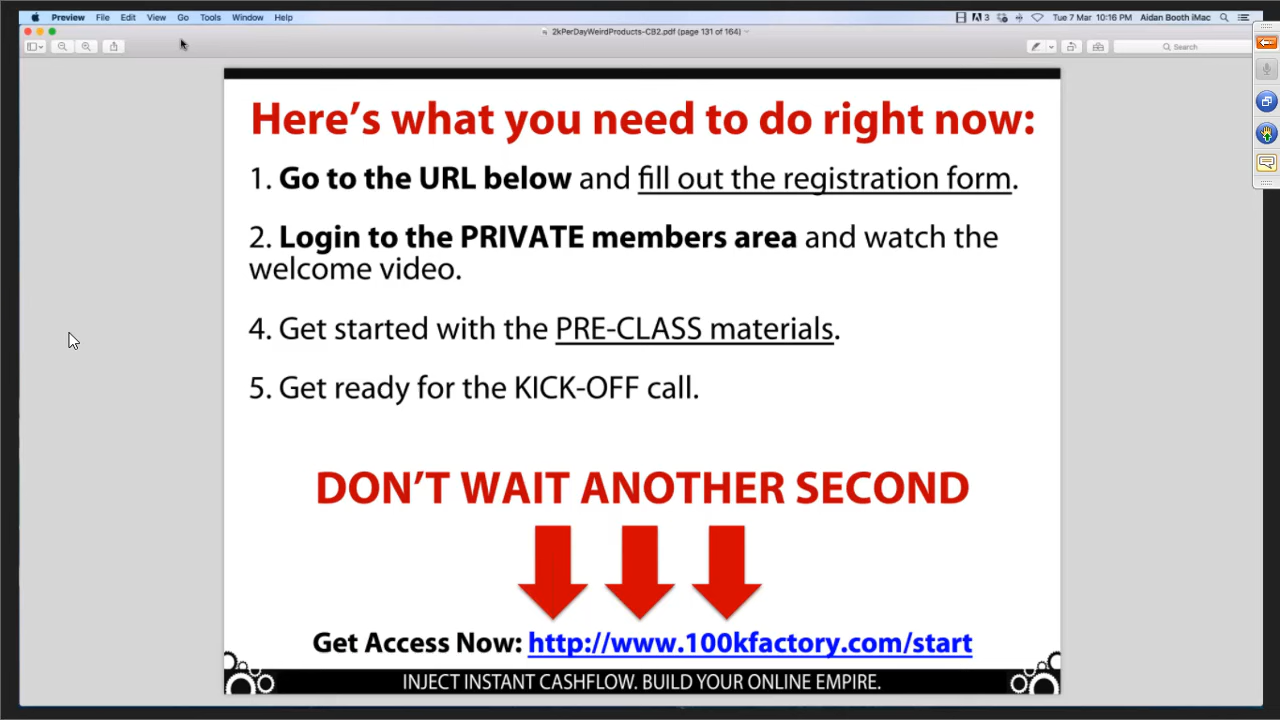 Preview File Edit View Go Tools Window Help 3 Tue 7 Mar 10:16 PM Aidan Booth iMac
2kPerDayWeirdProducts-CB2.pdf (page 131 of 164)
Search
Here's what you need to do right now:
1. Go to the URL below and fill out the registration form.
2. Login to the PRIVATE members area and watch the
welcome video.
4. Get started with the PRE-CLASS materials.
5. Get ready for the KICK-OFF call.
DON'T WAIT ANOTHER SECOND
Get Access Now: http://www.100kfactory.com/start
INJECT INSTANT CASHFLOW. BUILD YOUR ONLINE EMPIRE.